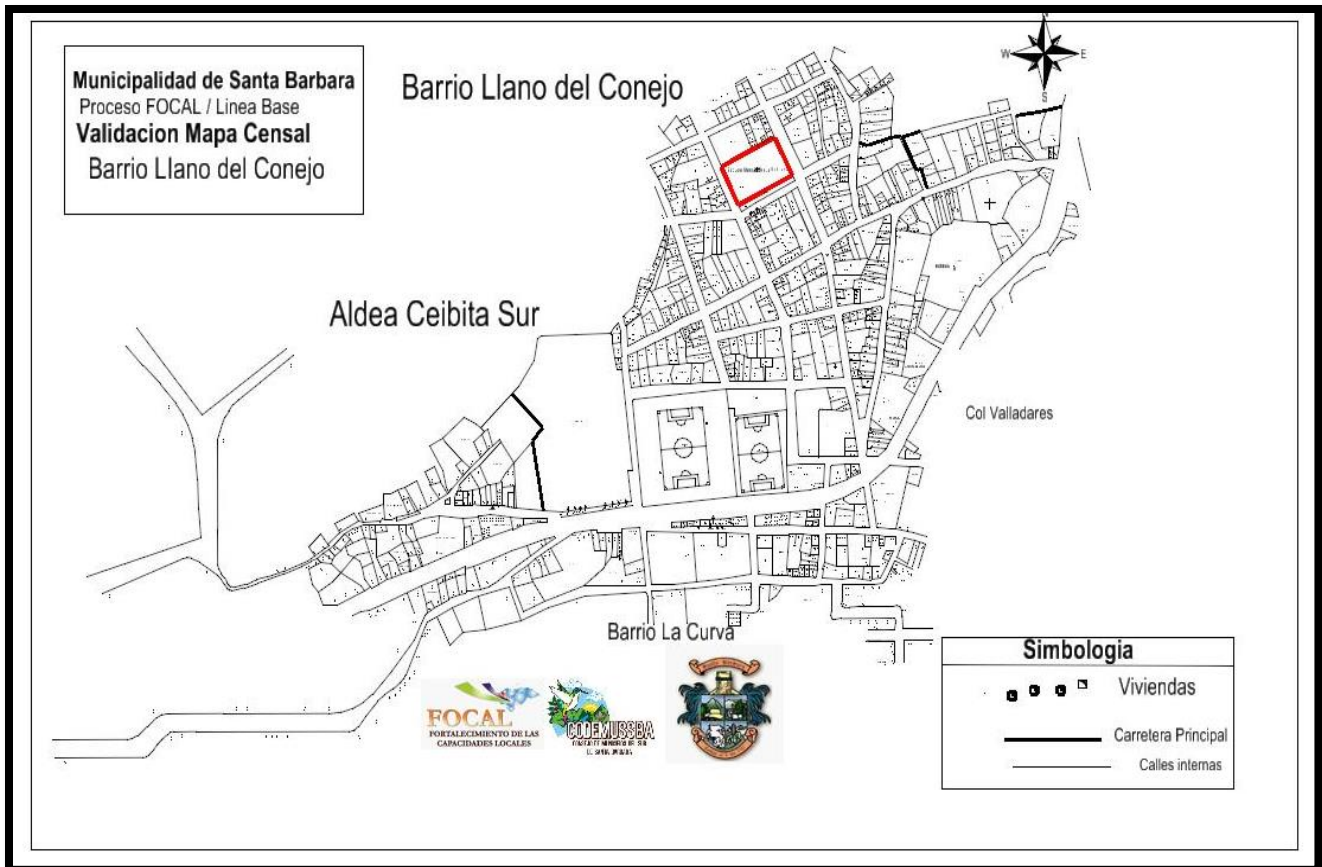 Municipalidad de Santa Barbara
Proceso FOCAL / Linea Base
Validacion Mapa Censal
Barrio Llano del Conejo
Barrio Llano del Conejo
N
W
E
S
Aldea Ceibita Sur
Col Valladares
Barrio La Curva
FOCAL
FORTALECIMIENTO DE LAS
CAPACIDADES LOCALES
CODEMUSSBA
Simbologia
Viviendas
Carretera Principal
Calles internas